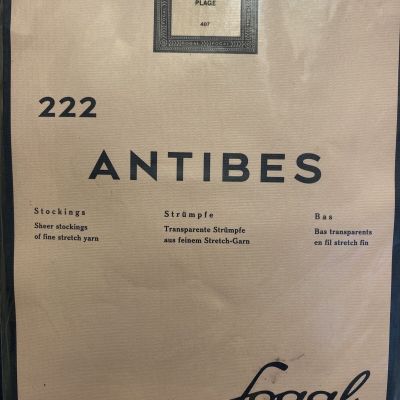 PLAGE
407
222
ANTIBES
Stockings
Sheer stockings
of fine stretch yarn
Strümpfe
Transparente Strümpfe
aus feinem Stretch-Garn
Bas
Bas transparents
en fil stretch fin
fogal